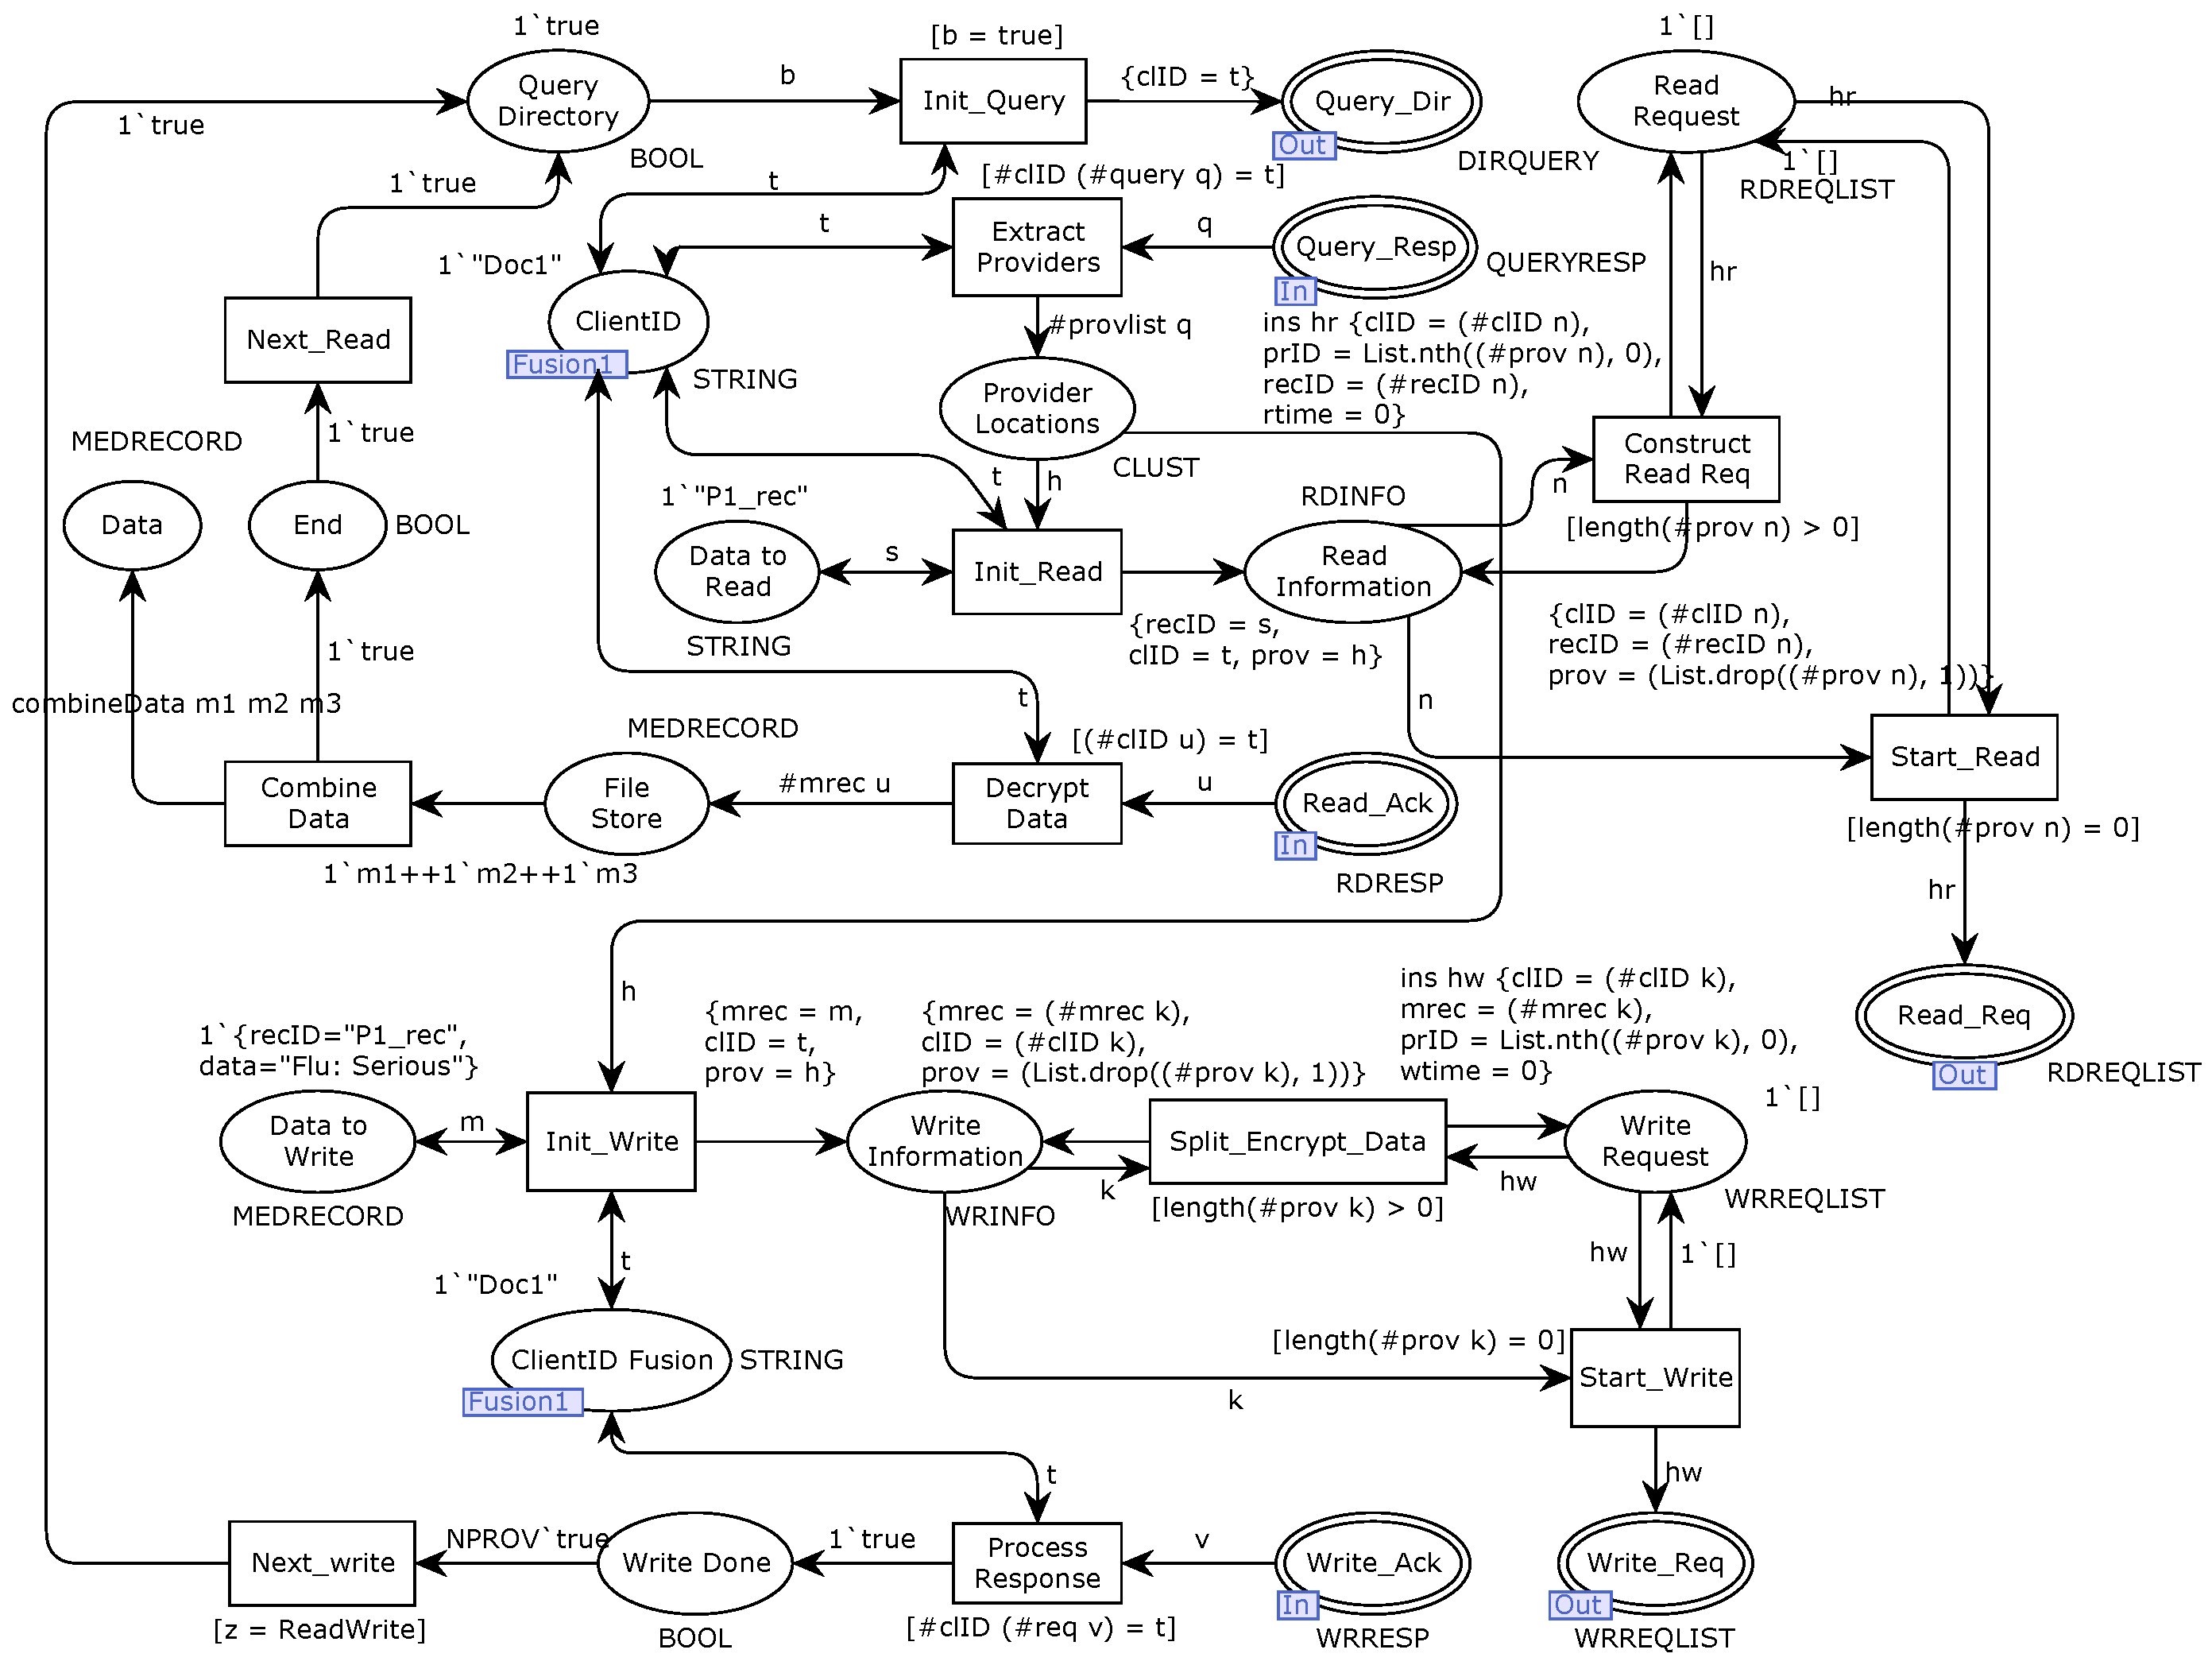 1`true
Query
Directory
BOOL
b
[b = true]
Init_Query
{clID = t}
Query_Dir
Out
DIRQUERY
1`[]
Read
Request
hr
1`[]
RDREQLIST
hr
1`true
1`true
t
[#clID (#query q) = t]
t
Extract
Providers
q
Query_Resp
In
QUERYRESP
1`"Doc1"
ClientID
Fusion1
STRING
#provlist q
ins hr {clID = (#clID n),
prID = List.nth((#prov n), 0),
recID = (#recID n),
rtime = 0}
Next_Read
1`true
Provider
Locations
CLUST
t
h
MEDRECORD
Data
End
BOOL
1`"P1_rec"
Data to
Read
STRING
s
Init_Read
{recID = s,
clID = t, prov = h}
RDINFO
Read
Information
n
Construct
Read Req
[length(#prov n) > 0]
{clID = (#clID n),
recID = (#recID n),
prov = (List.drop((#prov n), 1))}
n
1`true
combineData m1 m2 m3
Combine
Data
1`m1++1`m2++1`m3
MEDRECORD
File
Store
#mrec u
t
[(#clID u) = t]
Decrypt
Data
u
Read_Ack
In
RDRESP
Start_Read
[length(#prov n) = 0]
hr
Read_Req
Out
RDREQLIST
h
1`{recID="P1_rec",
data="Flu: Serious"}
Data to
Write
MEDRECORD
m
Init_Write
{mrec = m,
clID = t,
prov = h}
{mrec = (#mrec k),
clID = (#clID k),
prov = (List.drop((#prov k), 1))}
Write
Information
WRINFO
k
Split_Encrypt_Data
[length(#prov k) > 0]
ins hw {clID = (#clID k),
mrec = (#mrec k),
prID = List.nth((#prov k), 0),
wtime = 0}
1`[]
Write
Request
WRREQLIST
hw
hw
1`[]
t
1`"Doc1"
ClientID Fusion
Fusion1
STRING
[length(#prov k) = 0]
Start_Write
k
hw
t
Next_write
[z = ReadWrite]
NPROV`true
Write Done
BOOL
1`true
Process
Response
[#clID (#req v) = t]
v
Write_Ack
In
WRRESP
Write_Req
Out
WRREQLIST